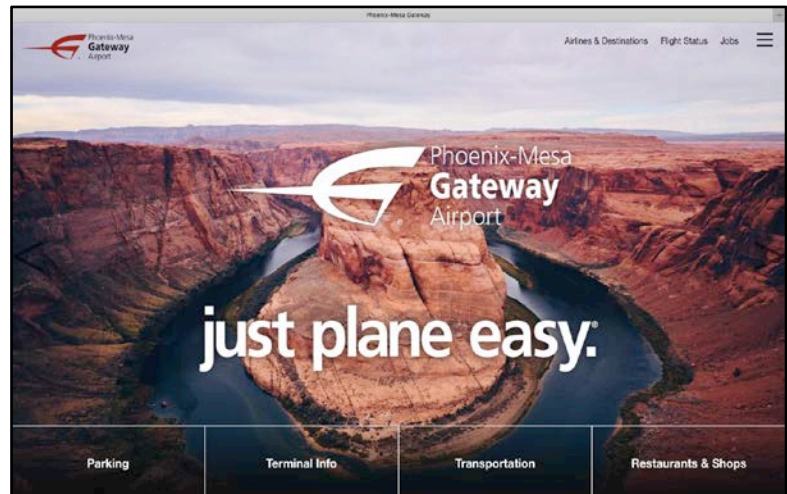 Phoenix-Mesa Gateway
Phoenix-Mesa
Gateway
Airport
Airlines & Destinations Flight Status Jobs
Phoenix-Mesa
Gateway
Airport
just plane easy.®
Parking Terminal Info Transportation Restaurants & Shops